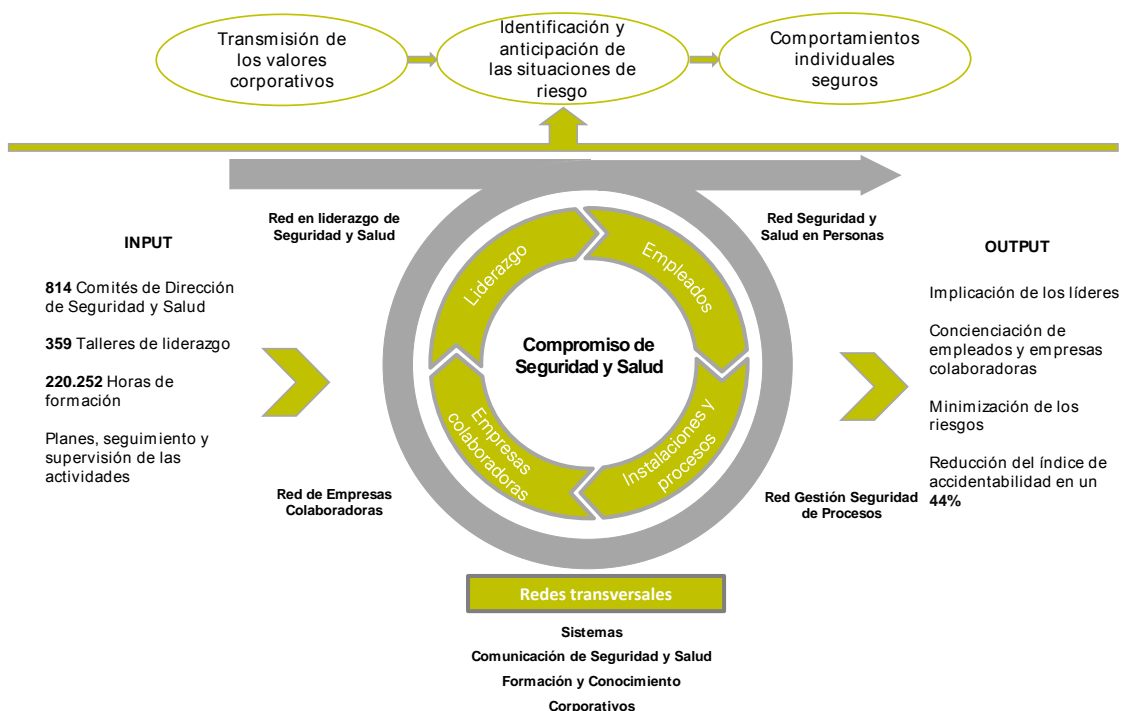 Transmisión de
los valores
corporativos
Identificación y
anticipación de
las situaciones de
riesgo
Comportamientos
individuales
seguros
Red en liderazgo de
Seguridad y Salud
Red Seguridad y
Salud en Personas
INPUT
814 Comités de Dirección
de Seguridad y Salud
359 Talleres de liderazgo
220.252 Horas de
formación
Planes, seguimiento y
supervisión de las
actividades
Liderazgo
Empleados
Compromiso de
Seguridad y Salud
Empresas
colaboradoras
Instalaciones y
procesos
OUTPUT
Implicación de los líderes
Concienciación de
empleados y empresas
colaboradoras
Minimización de los
riesgos
Reducción del índice de
accidentabilidad en un
44%
Red de Empresas
Colaboradoras
Red Gestión Seguridad
de Procesos
Redes transversales
Sistemas
Comunicación de Seguridad y Salud
Formación y Conocimiento
Corporativos